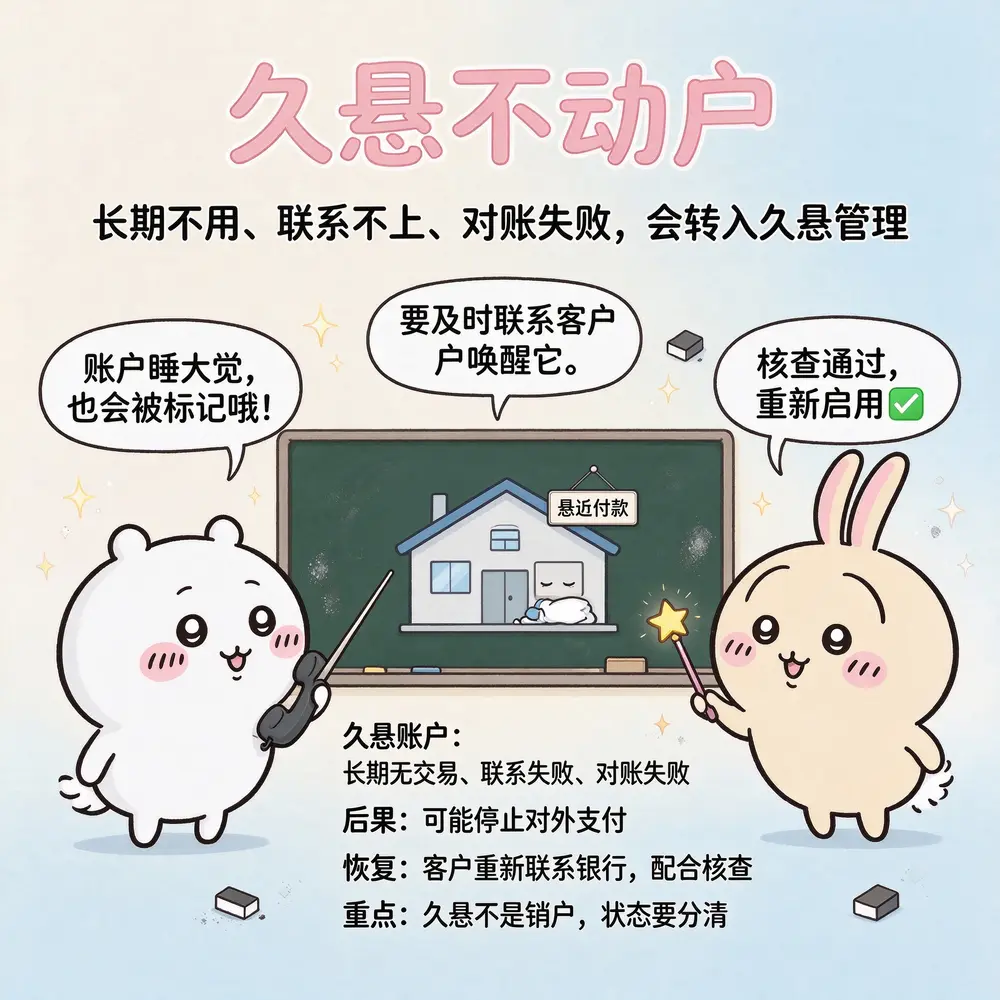 久悬不动户
长期不用、联系不上、对账失败，会转入久悬管理
要及时联系客户
户唤醒它。
账户睡大觉，
也会被标记哦！
核查通过，
重新启用✅
悬近付款
久悬账户：
长期无交易、联系失败、对账失败
后果：可能停止对外支付
恢复：客户重新联系银行，配合核查
重点：久悬不是销户，状态要分清